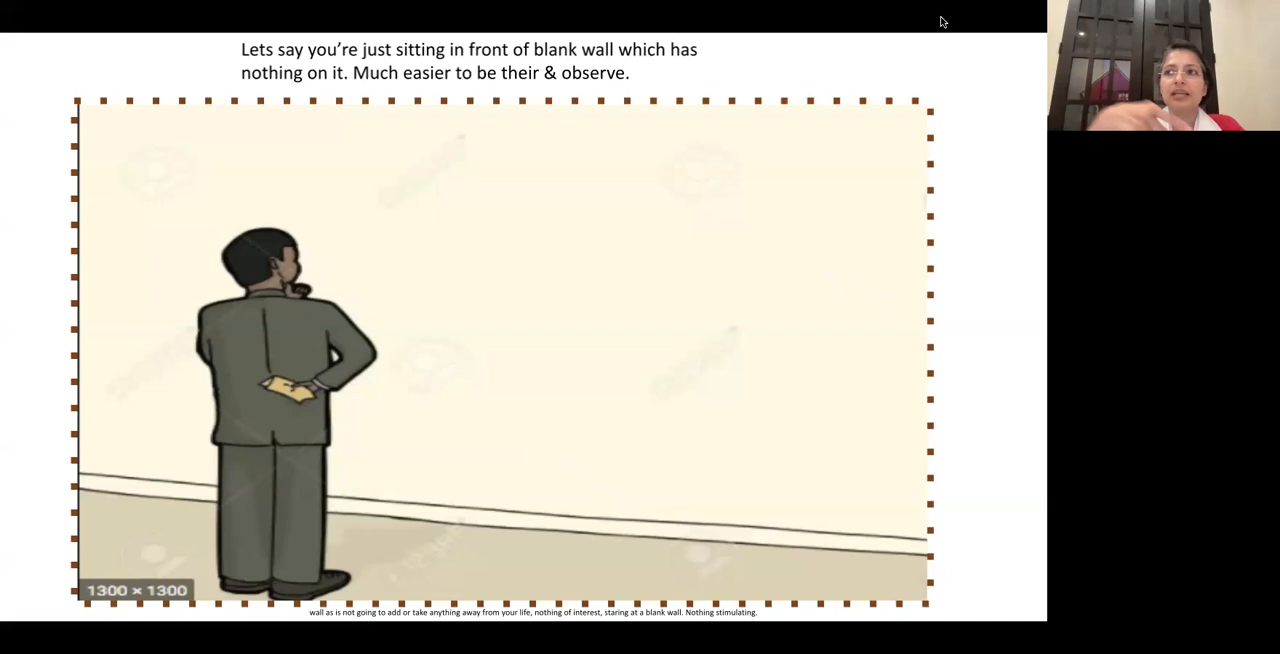 Lets say you're just sitting in front of blank wall which has
nothing on it. Much easier to be their & observe.
1300 × 1300
wall as is not going to add or take anything away from your life, nothing of interest, staring at a blank wall. Nothing stimulating.